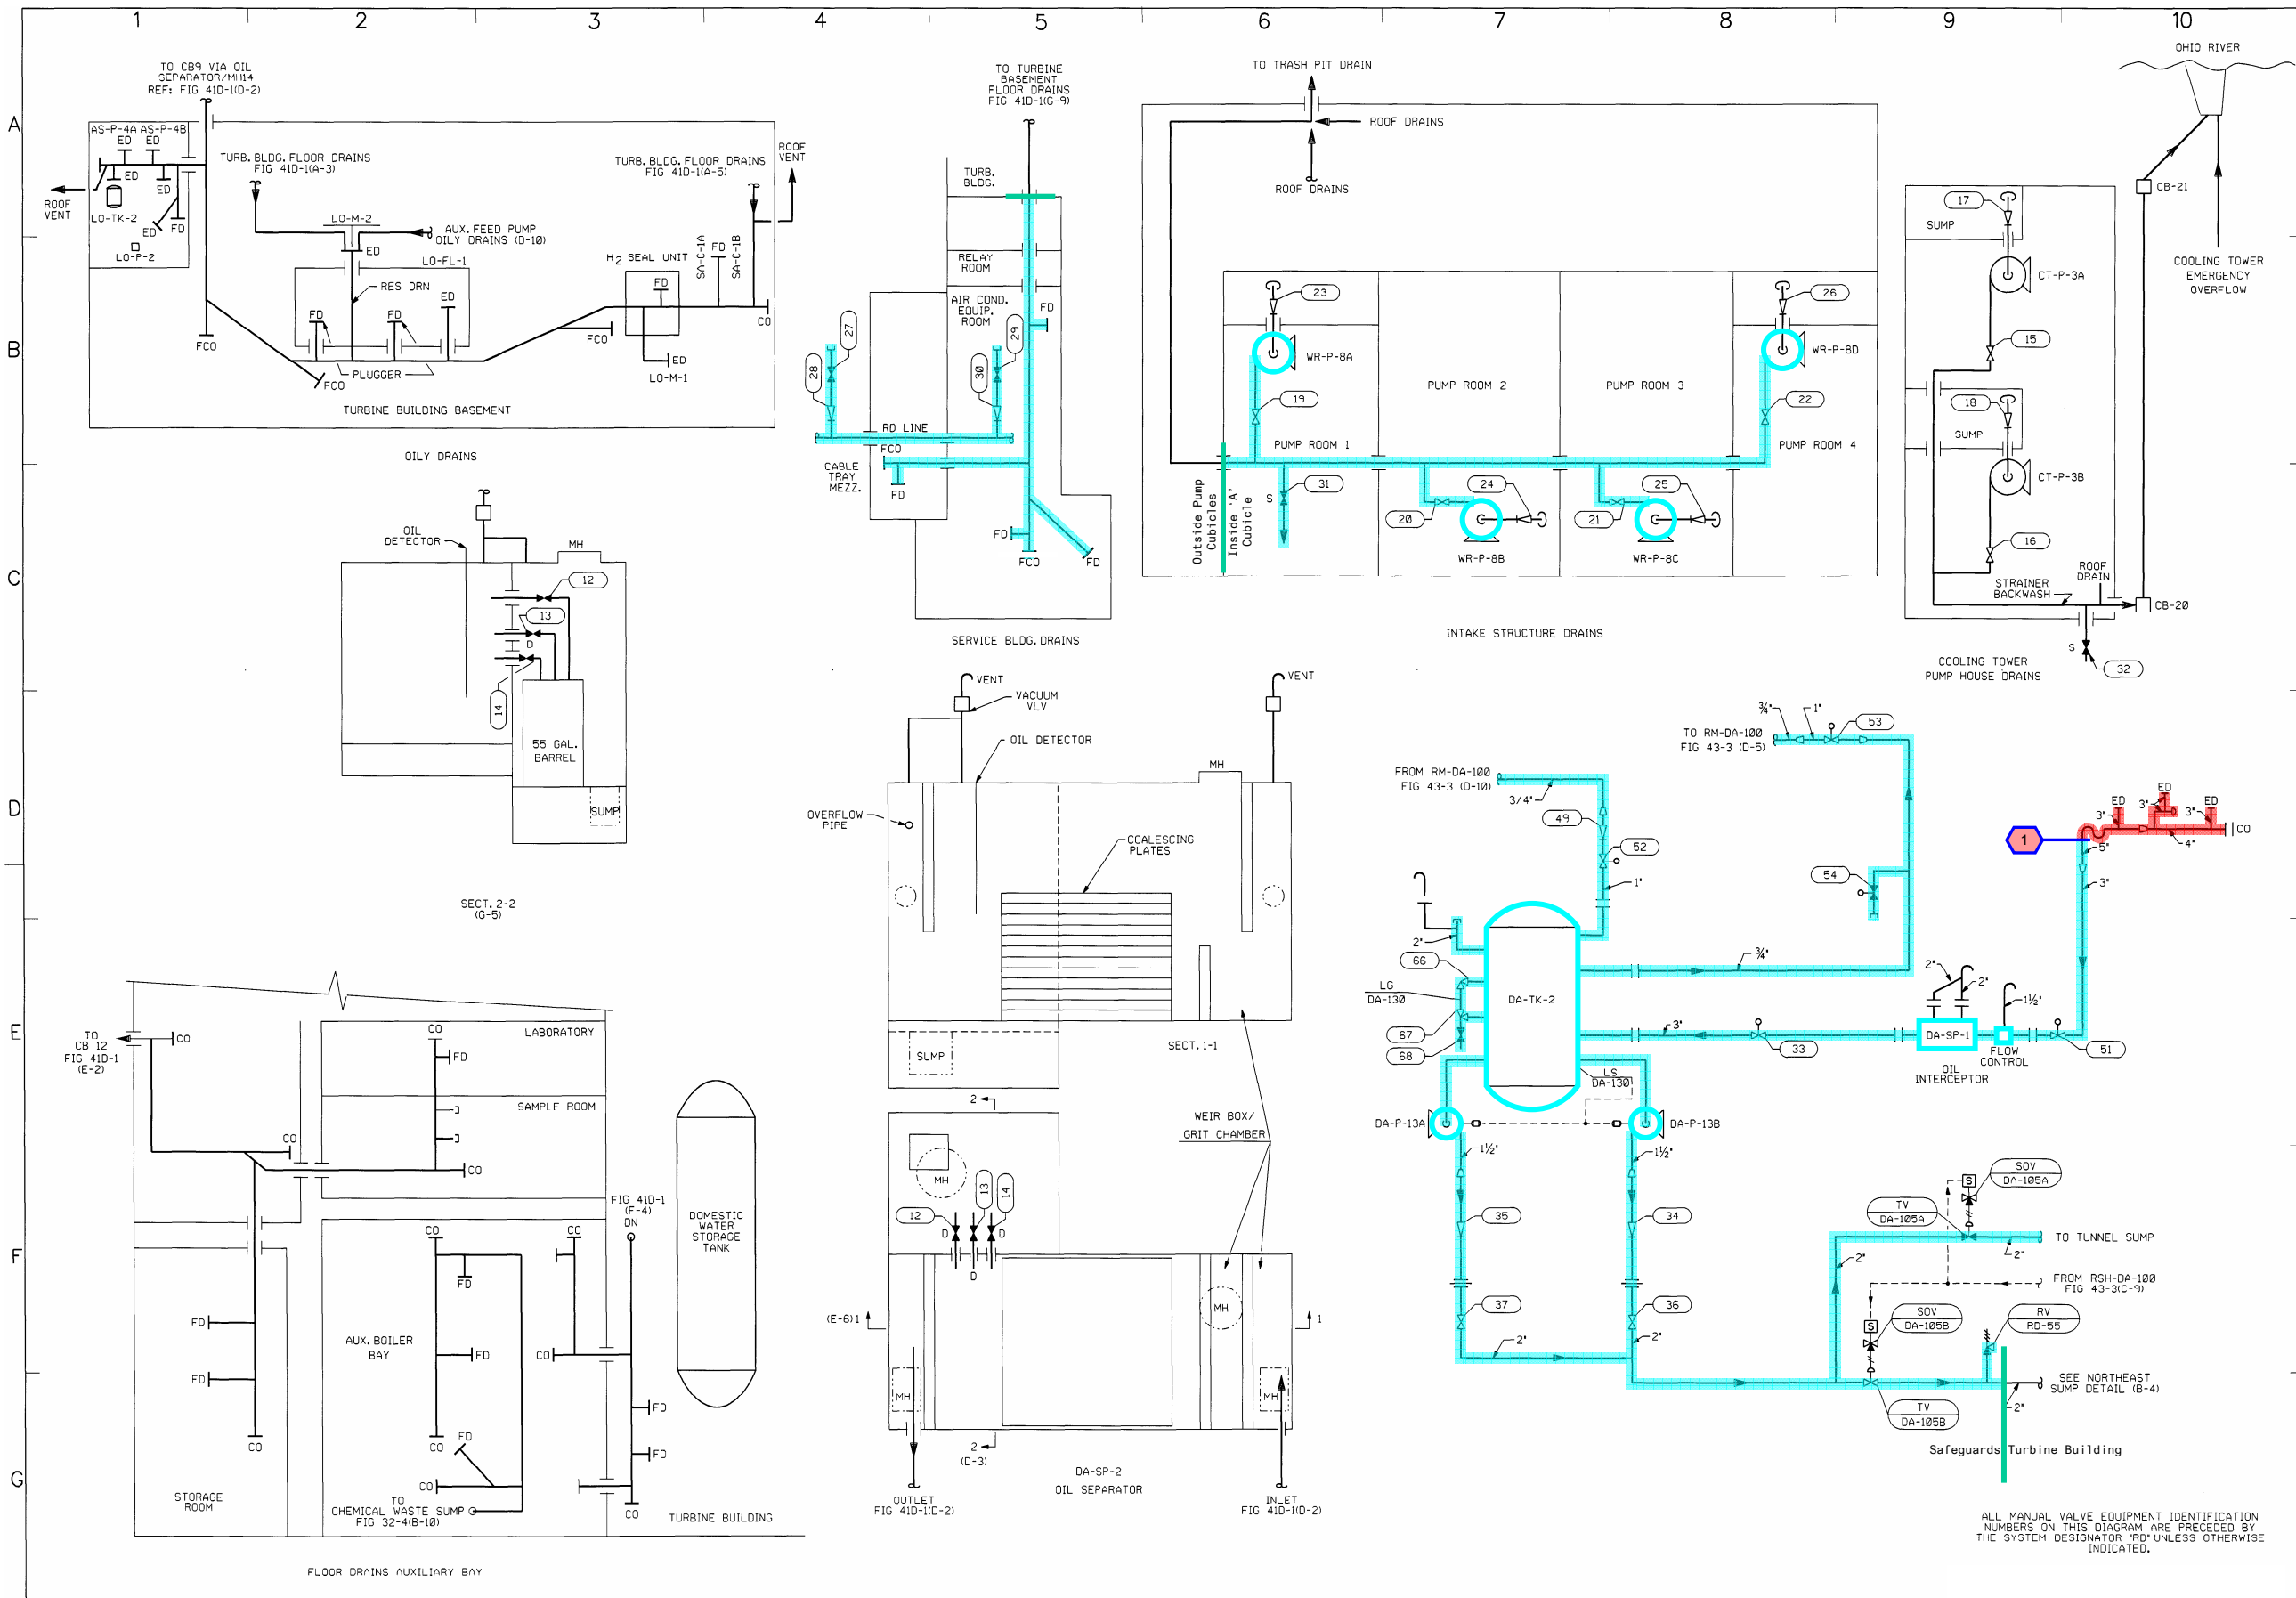 1 2 3 4 5 6 7 8 9 10
A
B
C
D
E
F
G
TO CB9 VIA OIL
SEPARATOR/MH14
REF: FIG 41D-1(D-2)
AS-P-4A AS-P-4B
ED ED
ED
ED
ED
FD
ROOF
VENT
LO-TK-2
LO-P-2
TURB. BLDG. FLOOR DRAINS
FIG 41D-1(A-3)
LO-M-2
AUX. FEED PUMP
OILY DRAINS (D-10)
ED
LO-FL-1
RES DRN
FD
FD
ED
FCO
PLUGGER
FCO
TURB. BLDG. FLOOR DRAINS
FIG 41D-1(A-5)
ROOF
VENT
H2 SEAL UNIT
FD
SA-C-1A
FD
SA-C-1B
CO
FCO
ED
LO-M-1
TURBINE BUILDING BASEMENT
OILY DRAINS
TO TURBINE
BASEMENT
FLOOR DRAINS
FIG 41D-1(G-9)
TURB.
BLDG.
RELAY
ROOM
AIR COND.
EQUIP.
ROOM
FD
27
28
29
30
RD LINE
FCO
CABLE
TRAY
MEZZ.
FD
FD
FCO
FD
SERVICE BLDG. DRAINS
TO TRASH PIT DRAIN
ROOF DRAINS
ROOF DRAINS
23
WR-P-8A
19
PUMP ROOM 1
PUMP ROOM 2
PUMP ROOM 3
26
WR-P-8D
22
PUMP ROOM 4
Outside Pump
Cubicles
Inside 'A'
Cubicle
S
31
24
20
WR-P-8B
25
21
WR-P-8C
INTAKE STRUCTURE DRAINS
OHIO RIVER
CB-21
COOLING TOWER
EMERGENCY
OVERFLOW
17
SUMP
CT-P-3A
15
18
SUMP
CT-P-3B
16
ROOF
DRAIN
STRAINER
BACKWASH
CB-20
S
32
COOLING TOWER
PUMP HOUSE DRAINS
OIL
DETECTOR
MH
12
13
D
14
55 GAL.
BARREL
SUMP
SECT. 2-2
(G-5)
VENT
VACUUM
VLV
OIL DETECTOR
VENT
MH
OVERFLOW
PIPE
COALESCING
PLATES
SUMP
SECT. 1-1
2
WEIR BOX/
GRIT CHAMBER
MH
12
13
14
D
D
D
MH
(E-6)1
1
MH
MH
2
(D-3)
OUTLET
FIG 41D-1(D-2)
DA-SP-2
OIL SEPARATOR
INLET
FIG 41D-1(D-2)
TO
CB 12
FIG 41D-1
(E-2)
CO
CO
LABORATORY
FD
SAMPLE ROOM
CO
CO
FD
FD
CO
STORAGE
ROOM
CO
FD
AUX. BOILER
BAY
FD
CO
FD
CO
TO
CHEMICAL WASTE SUMP
FIG 32-4(B-10)
FIG 41D-1
(F-4)
DN
CO
CO
FD
FD
CO
DOMESTIC
WATER
STORAGE
TANK
TURBINE BUILDING
FLOOR DRAINS AUXILIARY BAY
3/4" 1"
53
TO RM-DA-100
FIG 43-3 (D-5)
FROM RM-DA-100
FIG 43-3 (D-10)
3/4"
49
52
1"
54
ED
ED
ED
3"
3"
3"
CO
4"
1
5"
3"
2"
66
LG
DA-130
67
68
DA-TK-2
3/4"
3"
33
2"
2"
1½"
DA-SP-1
FLOW
CONTROL
OIL
INTERCEPTOR
51
LS
DA-130
DA-P-13A
DA-P-13B
1½"
1½"
35
34
37
36
2"
2"
SOV
DA-105A
TV
DA-105A
2"
2"
TO TUNNEL SUMP
FROM RSH-DA-100
FIG 43-3(C-9)
SOV
DA-105B
RV
RD-55
S
S
TV
DA-105B
2"
SEE NORTHEAST
SUMP DETAIL (B-4)
Safeguards Turbine Building
ALL MANUAL VALVE EQUIPMENT IDENTIFICATION
NUMBERS ON THIS DIAGRAM ARE PRECEDED BY
THE SYSTEM DESIGNATOR "RD" UNLESS OTHERWISE
INDICATED.